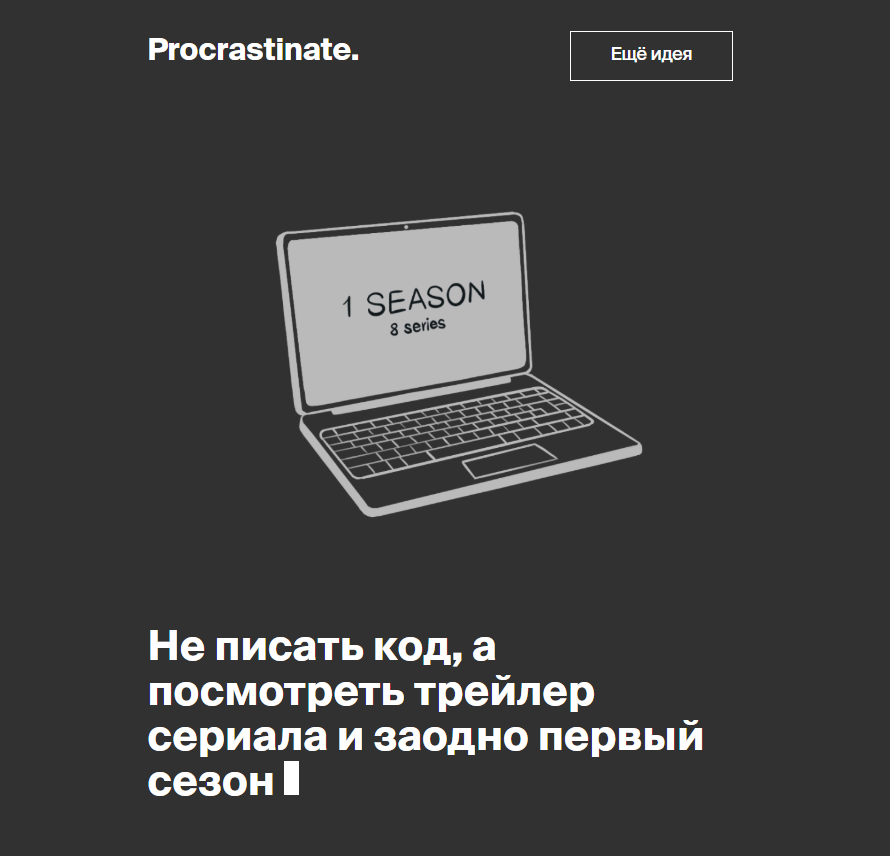 Procrastinate.
Ещё идея
1 SEASON
8 series
Не писать код, а
посмотреть трейлер
сериала и заодно первый
сезон